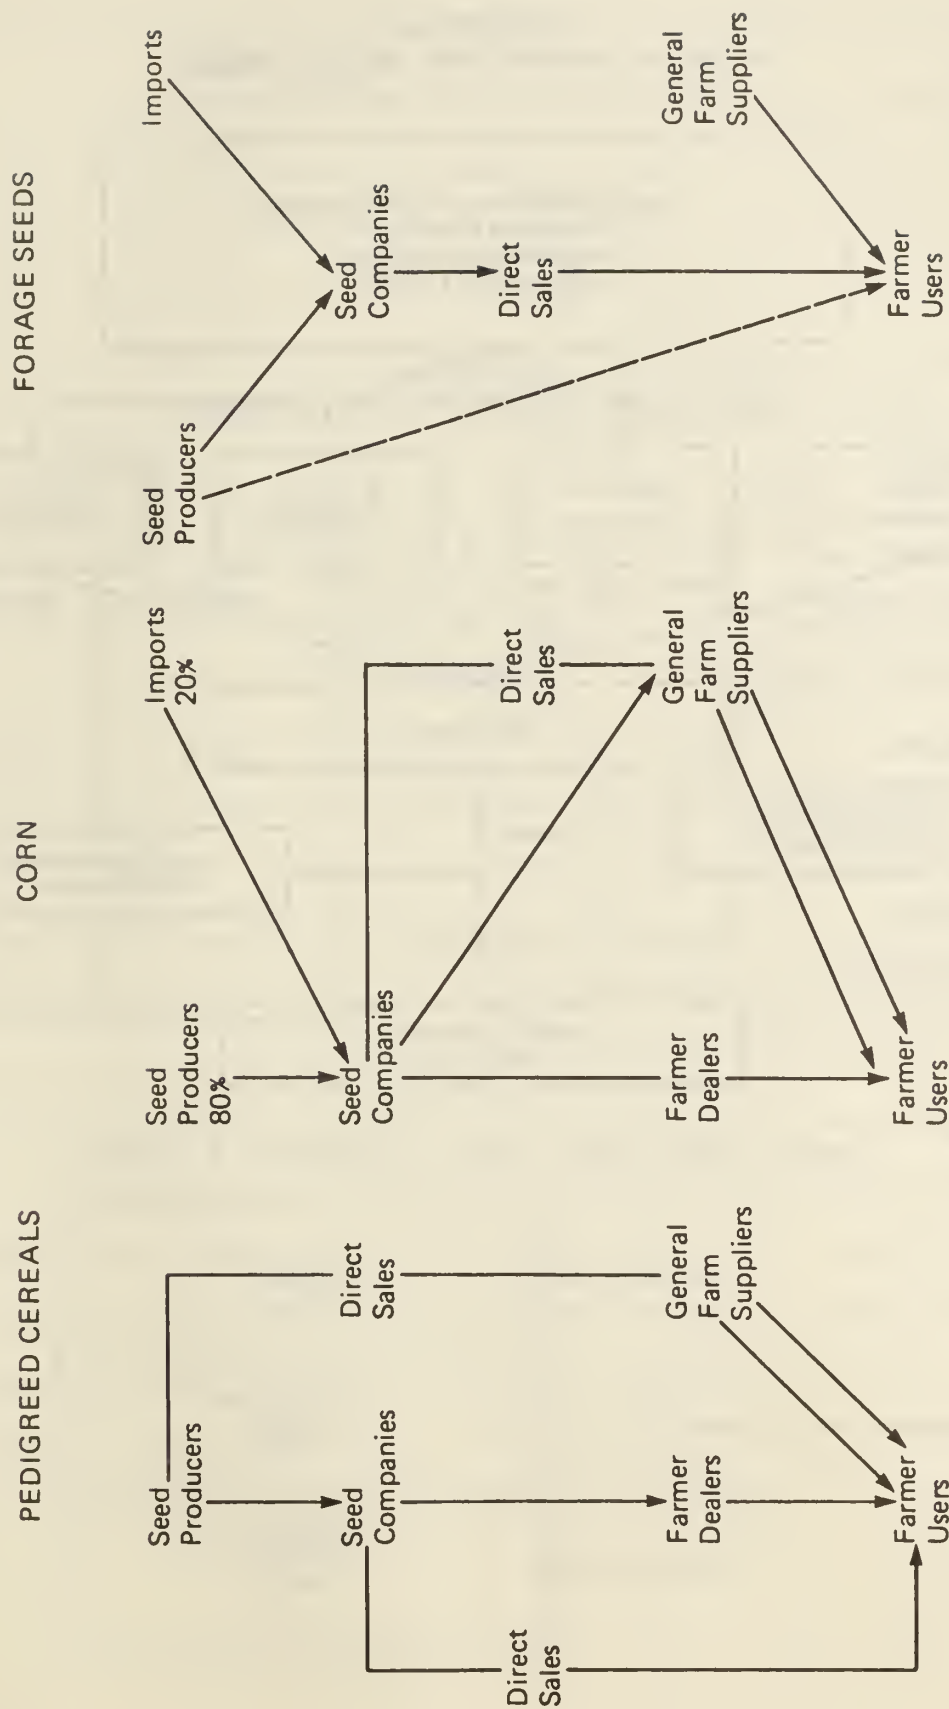 PEDIGREED CEREALS
Seed
Producers
Seed
Companies
Direct
Sales
Direct
Sales
Farmer
Dealers
General
Farm
Suppliers
Farmer
Users
CORN
Seed
Producers
80%
Imports
20%
Seed
Companies
Direct
Sales
Farmer
Dealers
General
Farm
Suppliers
Farmer
Users
FORAGE SEEDS
Seed
Producers
Imports
Seed
Companies
Direct
Sales
General
Farm
Suppliers
Farmer
Users